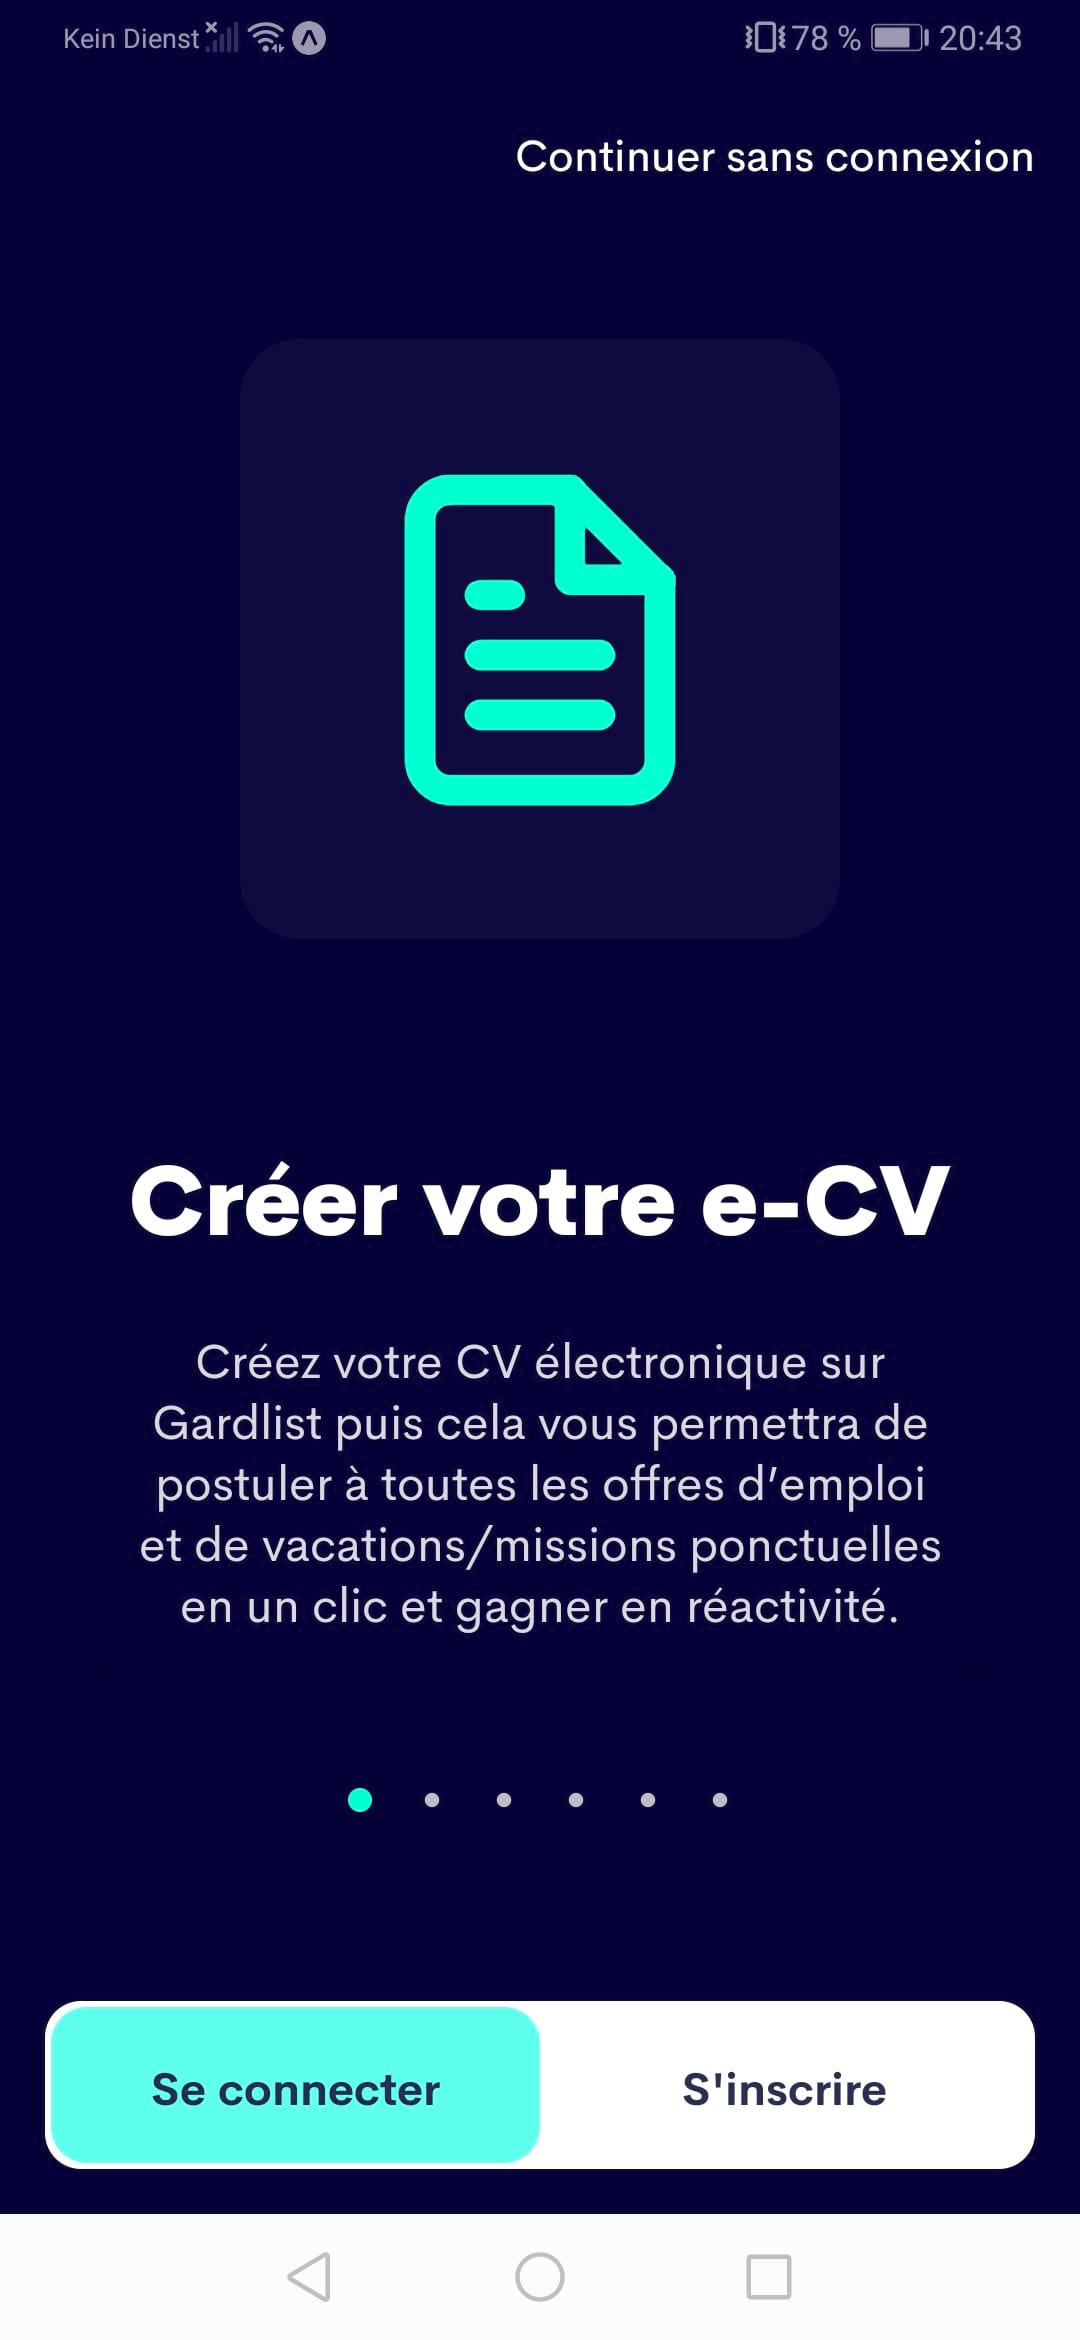 Kein Dienst 78 % 20:43
Continuer sans connexion
Créer votre e-CV
Créez votre CV électronique sur
Gardlist puis cela vous permettra de
postuler à toutes les offres d’emploi
et de vacations/missions ponctuelles
en un clic et gagner en réactivité.
Se connecter S'inscrire